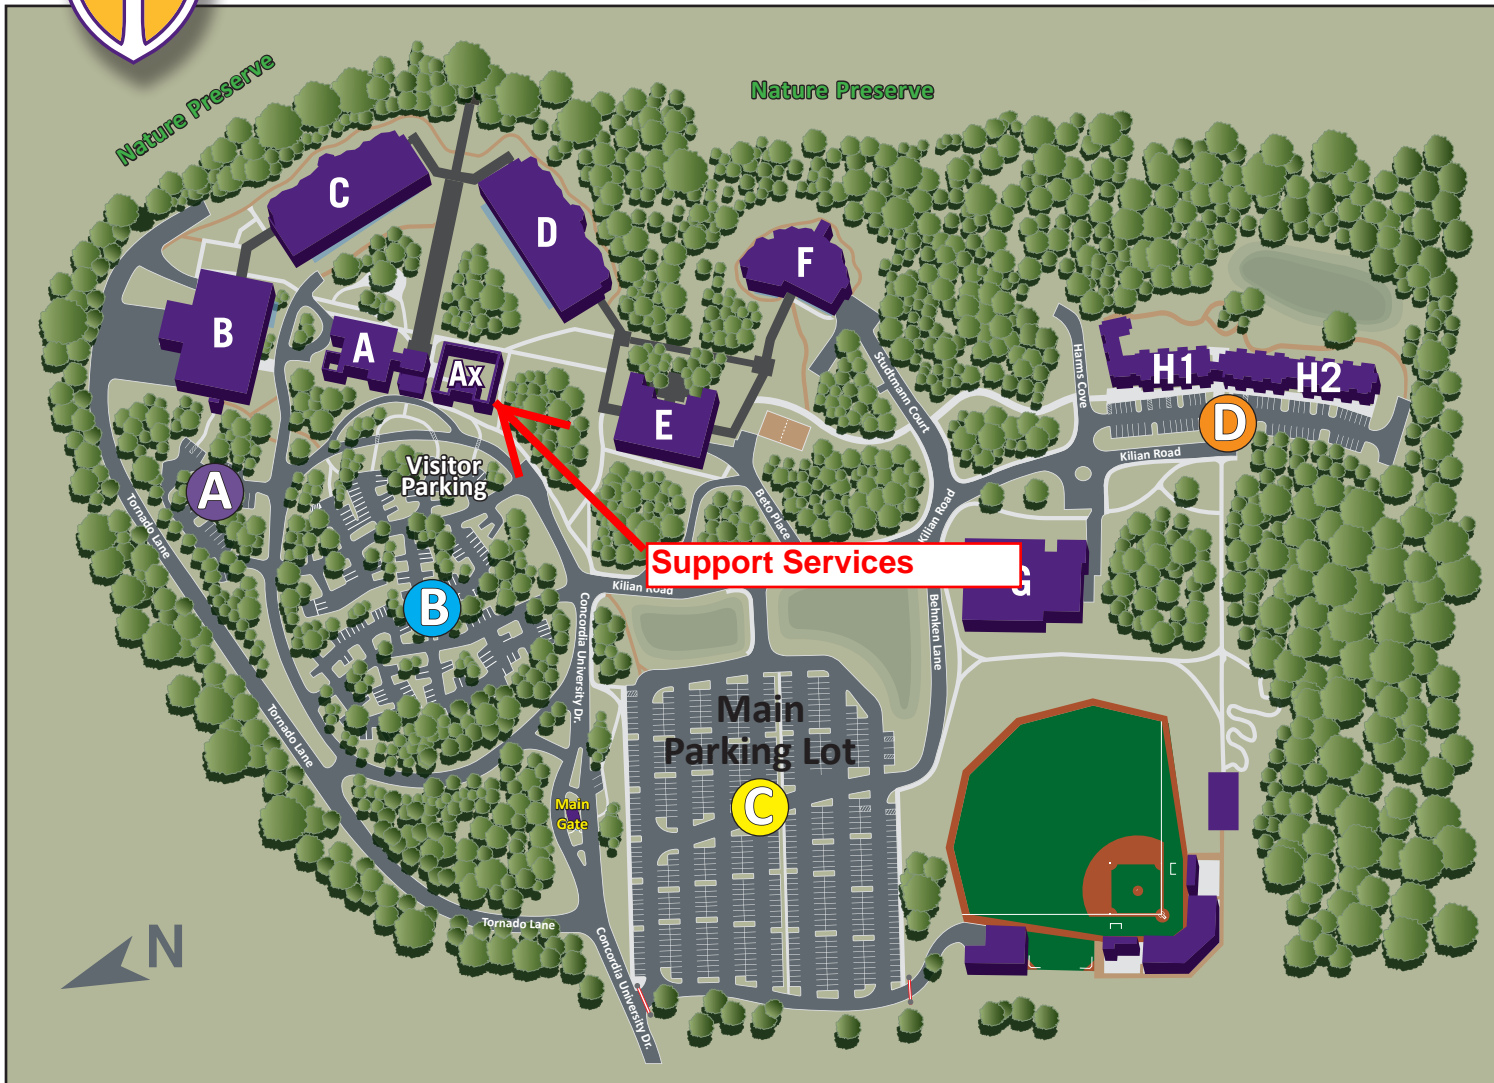 Nature Preserve
Nature Preserve
C
D
F
B
A
Ax
H1
H2
E
Harms Cove
Studtmann Court
D
Kilian Road
Visitor
Parking
A
Tornado Lane
Beto Place
Kilian Road
Support Services
G
Kilian Road
B
Concordia University Dr.
Behnken Lane
Tornado Lane
Main
Parking Lot
C
Main
Gate
Tornado Lane
Concordia University Dr.
N